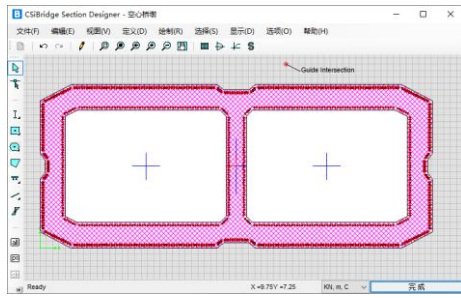 CSiBridge Section Designer - 空心桥墩
文件(F) 编辑(E) 视图(V) 定义(D) 绘制(R) 选择(S) 显示(D) 选项(O) 帮助(H)
Guide Intersection
Ready
X =9.75Y =7.25
KN, m, C
完成